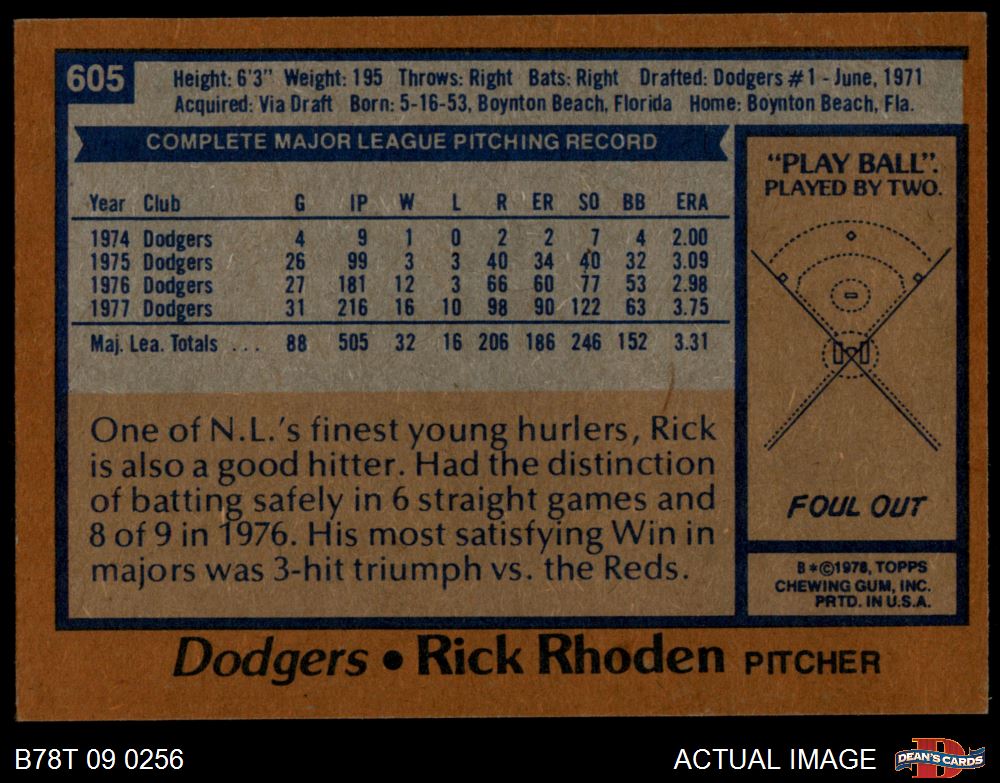 605
Height: 6'3" Weight: 195 Throws: Right Bats: Right Drafted: Dodgers #1 - June, 1971
Acquired: Via Draft Born: 5-16-53, Boynton Beach, Florida Home: Boynton Beach, Fla.
COMPLETE MAJOR LEAGUE PITCHING RECORD
Year Club G IP W L R ER SO BB ERA
1974 Dodgers 4 9 1 0 2 2 7 4 2.00
1975 Dodgers 26 99 3 3 40 34 40 32 3.09
1976 Dodgers 27 181 12 3 66 60 77 53 2.98
1977 Dodgers 31 216 16 10 98 90 122 63 3.75
Maj. Lea. Totals ... 88 505 32 16 206 186 246 152 3.31
One of N.L.'s finest young hurlers, Rick
is also a good hitter. Had the distinction
of batting safely in 6 straight games and
8 of 9 in 1976. His most satisfying Win in
majors was 3-hit triumph vs. the Reds.
"PLAY BALL".
PLAYED BY TWO.
FOUL OUT
B*©1978, TOPPS
CHEWING GUM, INC.
PRTD. IN U.S.A.
Dodgers • Rick Rhoden PITCHER
B78T 09 0256
ACTUAL IMAGE
D
DEAN'S CARDS